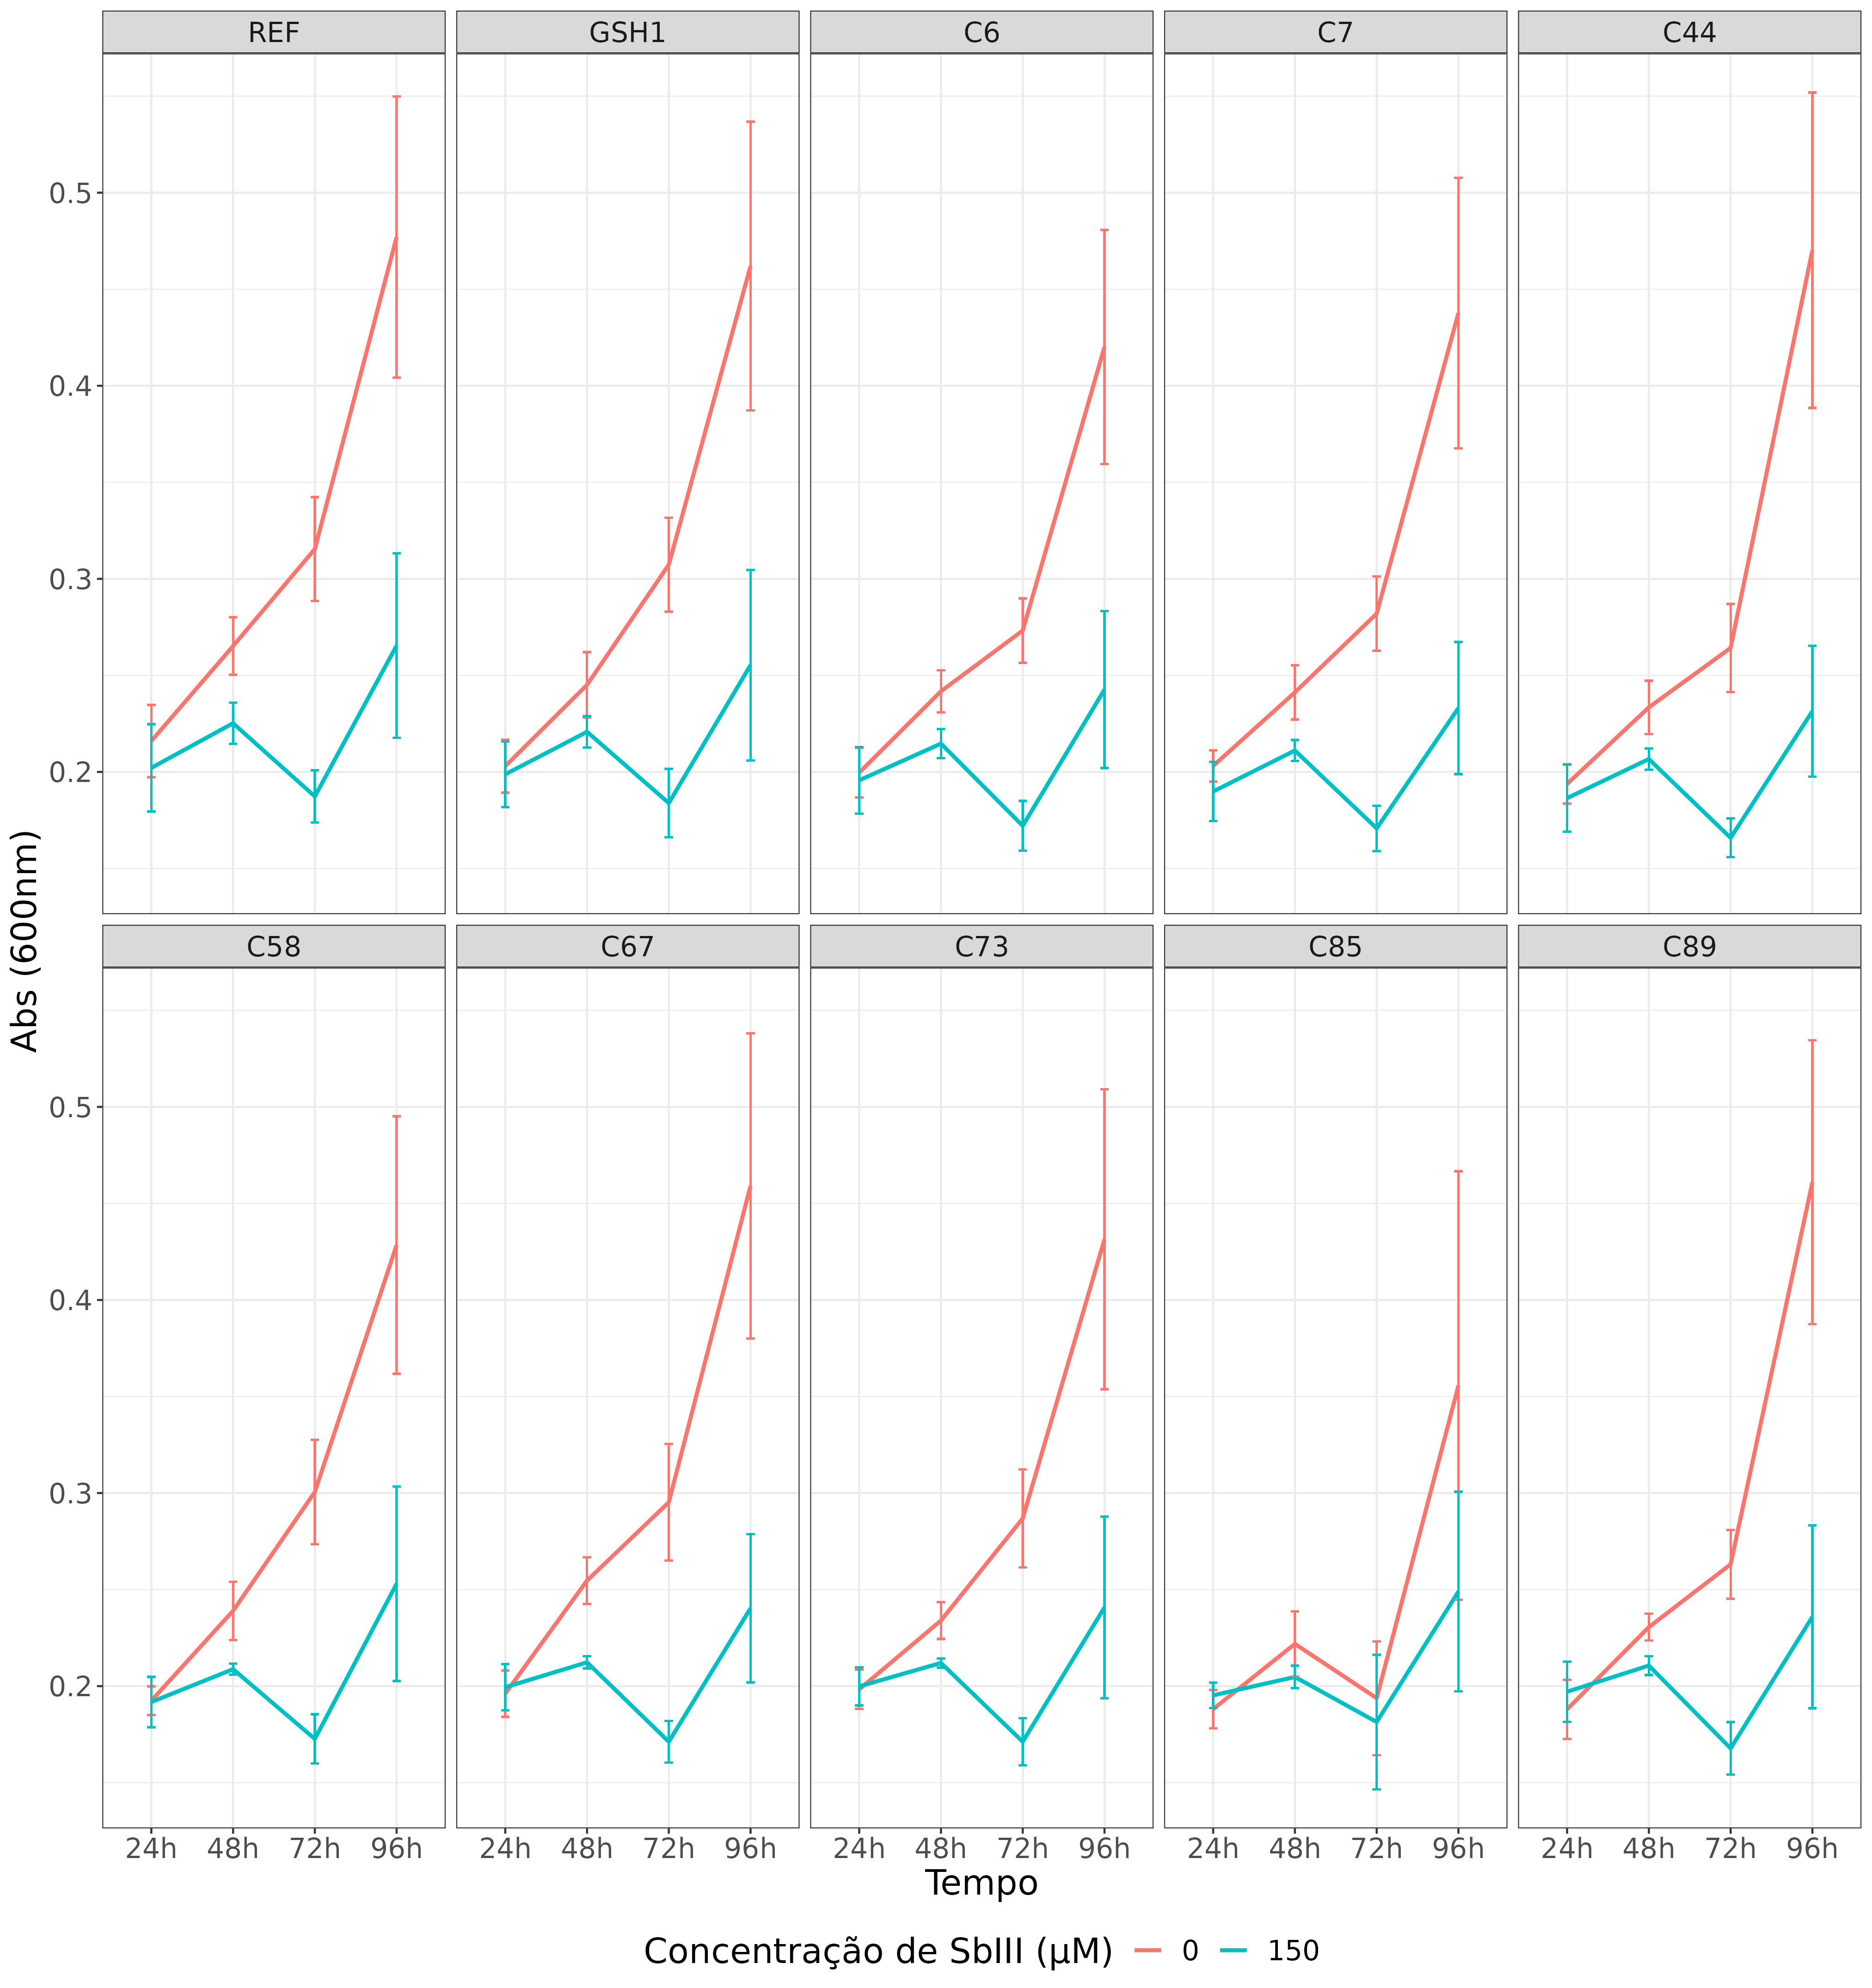 REF GSH1 C6 C7 C44
0.5
0.4
0.3
0.2
Abs (600nm)
C58 C67 C73 C85 C89
0.5
0.4
0.3
0.2
24h 48h 72h 96h 24h 48h 72h 96h 24h 48h 72h 96h 24h 48h 72h 96h 24h 48h 72h 96h
Tempo
Concentração de SbIII (μM) 0 150